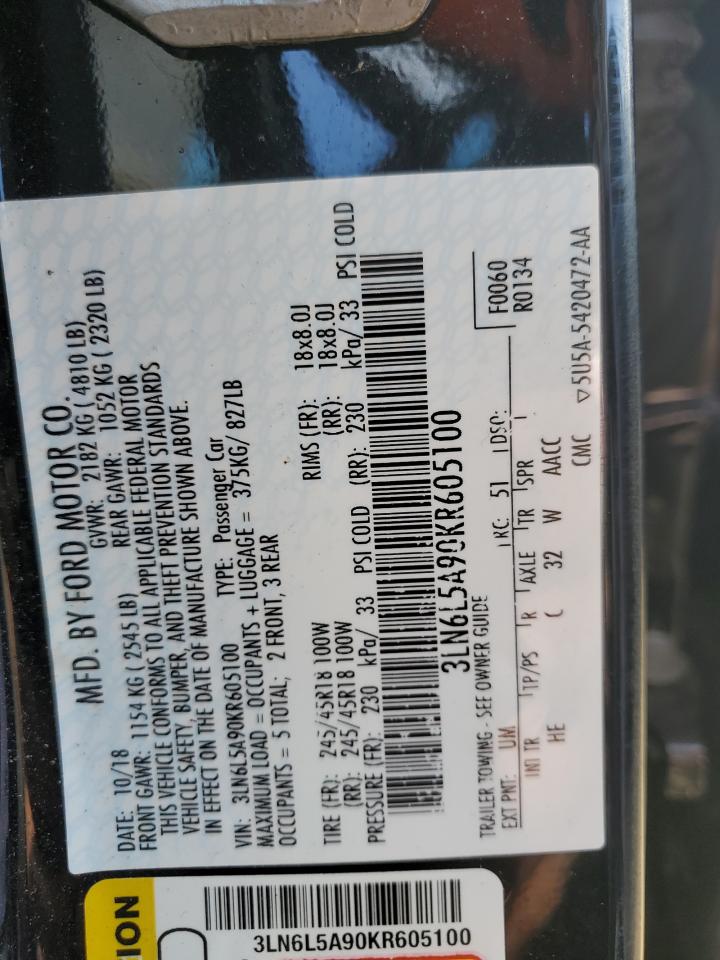 MFD. BY FORD MOTOR CO.
DATE: 10/18 GVWR: 2182 KG ( 4810 LB)
FRONT GAWR: 1154 KG ( 2545 LB) REAR GAWR: 1052 KG ( 2320 LB)
THIS VEHICLE CONFORMS TO ALL APPLICABLE FEDERAL MOTOR
VEHICLE SAFETY, BUMPER, AND THEFT PREVENTION STANDARDS
IN EFFECT ON THE DATE OF MANUFACTURE SHOWN ABOVE.
VIN: 3LN6L5A90KR605100 TYPE: Passenger Car
MAXIMUM LOAD = OCCUPANTS + LUGGAGE = 375KG/ 827LB
OCCUPANTS = 5 TOTAL; 2 FRONT, 3 REAR
TIRE (FR): 245/45R18 100W RIMS (FR): 18x8.0J
(RR): 245/45R18 100W (RR): 18x8.0J
PRESSURE (FR): 230 kPa/ 33 PSI COLD (RR): 230 kPa/ 33 PSI COLD
3LN6L5A90KR605100
TRAILER TOWING - SEE OWNER GUIDE F0060
EXT PNT: UM RC: 51 DSO: R0134
INT TR TP/PS R AXLE TR SPR
HE C 32 W AACC
CMC ▽5U5A-5420472-AA
ION
3LN6L5A90KR605100